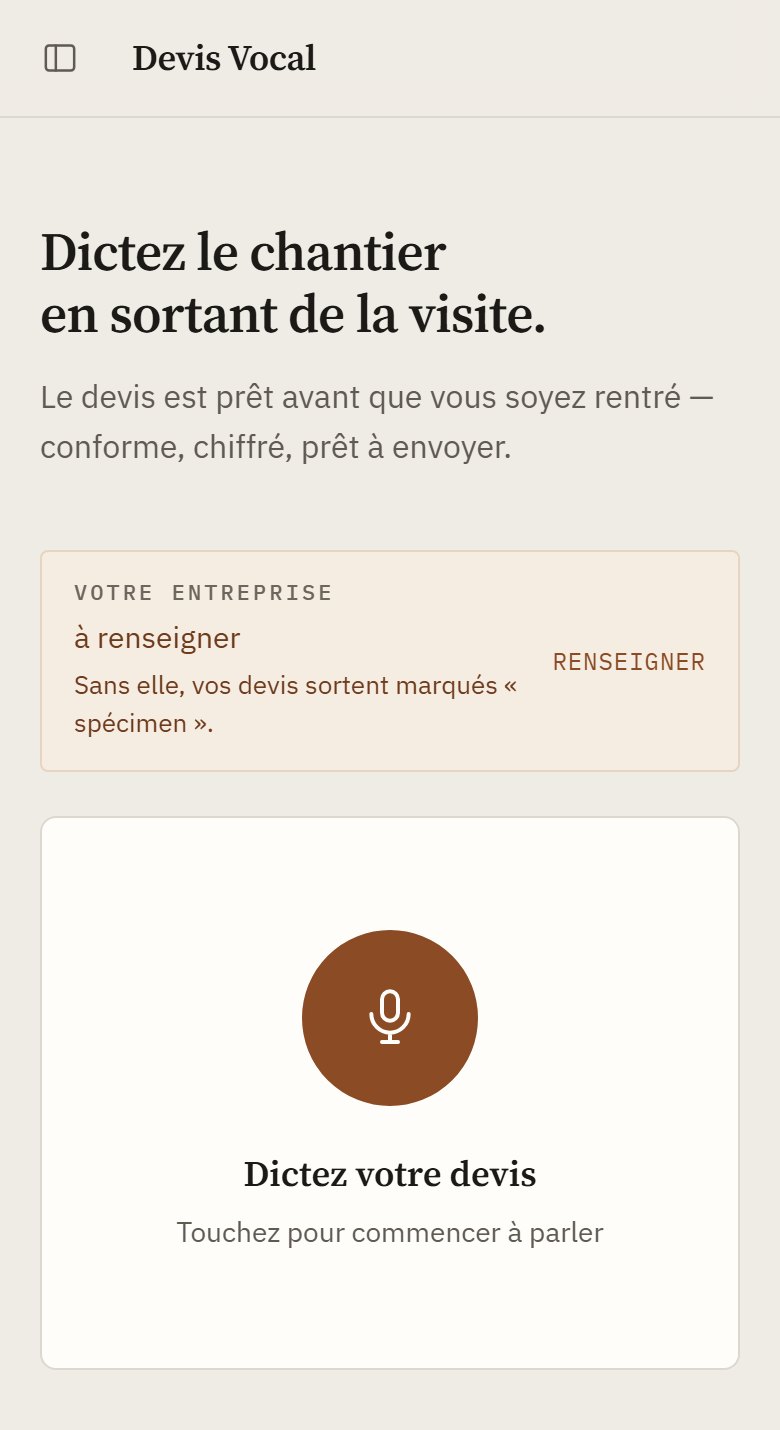 Devis Vocal
Dictez le chantier
en sortant de la visite.
Le devis est prêt avant que vous soyez rentré —
conforme, chiffré, prêt à envoyer.
VOTRE ENTREPRISE
à renseigner
Sans elle, vos devis sortent marqués «
spécimen ».
RENSEIGNER
Dictez votre devis
Touchez pour commencer à parler